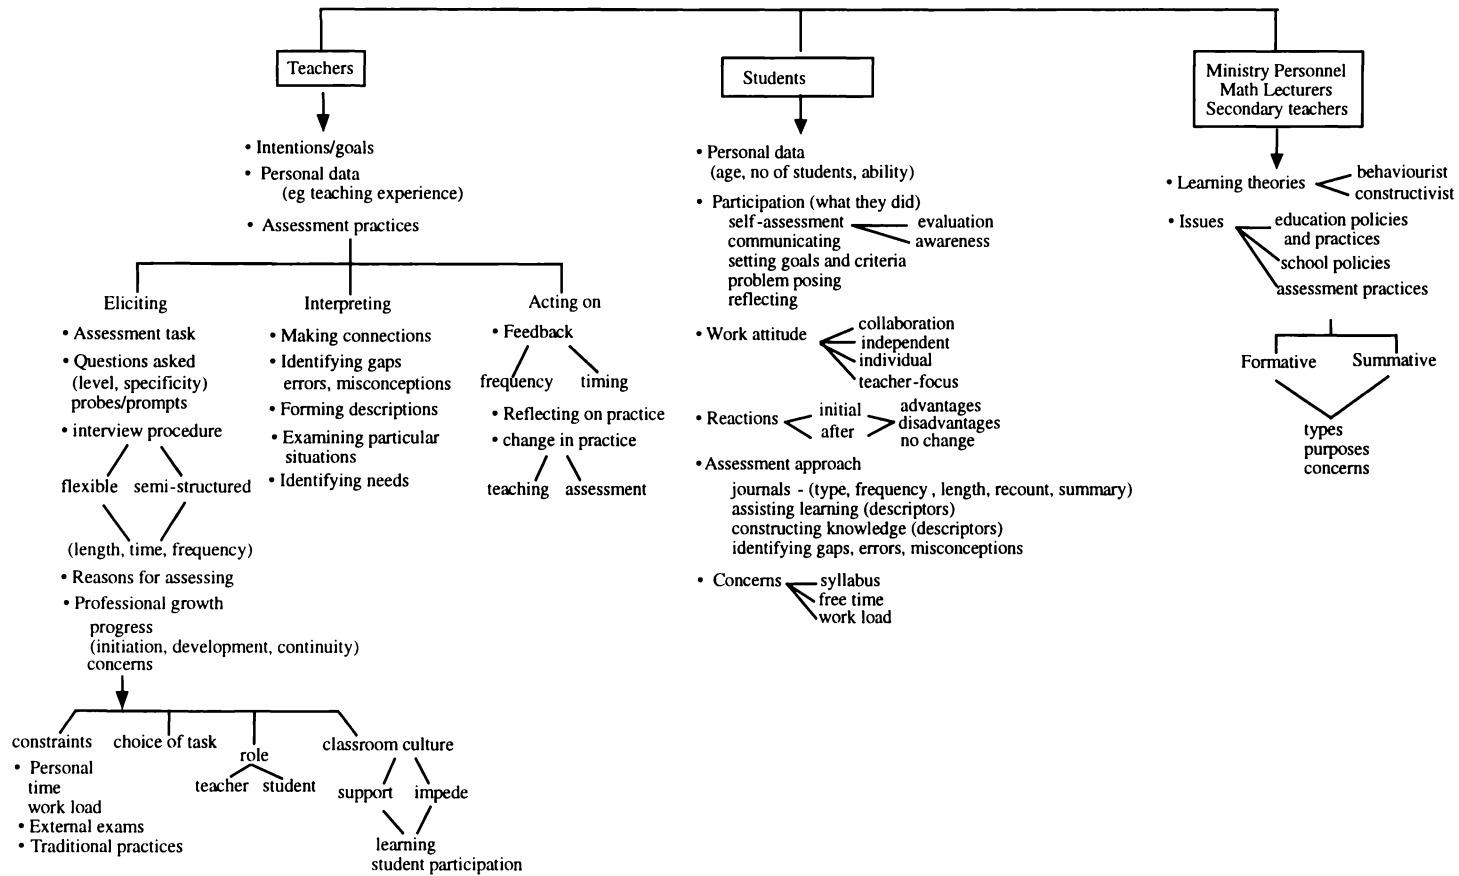 Teachers
• Intentions/goals
• Personal data
(eg teaching experience)
• Assessment practices
Eliciting
• Assessment task
• Questions asked
(level, specificity)
probes/prompts
• interview procedure
flexible semi-structured
(length, time, frequency)
• Reasons for assessing
• Professional growth
progress
(initiation, development, continuity)
concerns
constraints
• Personal
time
work load
• External exams
• Traditional practices
choice of task
role
teacher student
classroom culture
support impede
learning
student participation
Interpreting
• Making connections
• Identifying gaps
errors, misconceptions
• Forming descriptions
• Examining particular
situations
• Identifying needs
Acting on
• Feedback
frequency timing
• Reflecting on practice
• change in practice
teaching assessment
Students
• Personal data
(age, no of students, ability)
• Participation (what they did)
self-assessment evaluation
communicating awareness
setting goals and criteria
problem posing
reflecting
• Work attitude
collaboration
independent
individual
teacher-focus
• Reactions
initial
after
advantages
disadvantages
no change
• Assessment approach
journals - (type, frequency , length, recount, summary)
assisting learning (descriptors)
constructing knowledge (descriptors)
identifying gaps, errors, misconceptions
• Concerns syllabus
free time
work load
Ministry Personnel
Math Lecturers
Secondary teachers
• Learning theories
behaviourist
constructivist
• Issues
education policies
and practices
school policies
assessment practices
Formative Summative
types
purposes
concerns